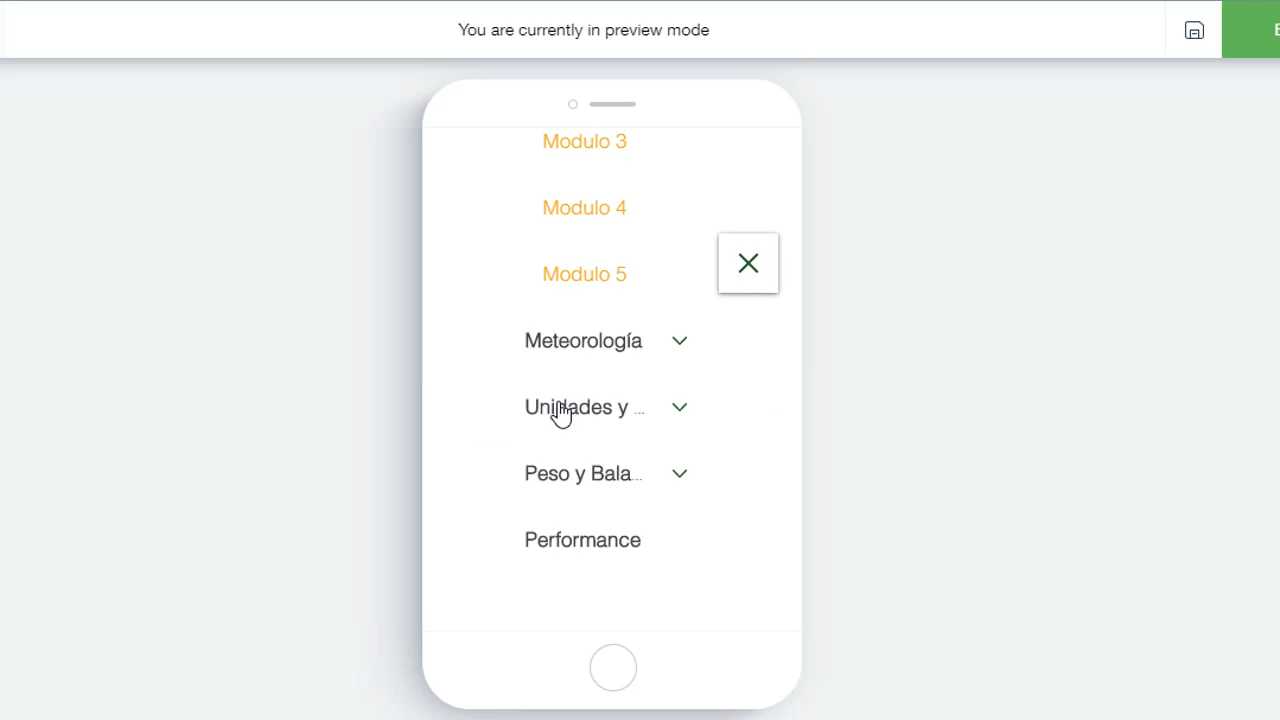 You are currently in preview mode
Modulo 3
Modulo 4
Modulo 5
Meteorología
Unidades y ...
Peso y Bala...
Performance